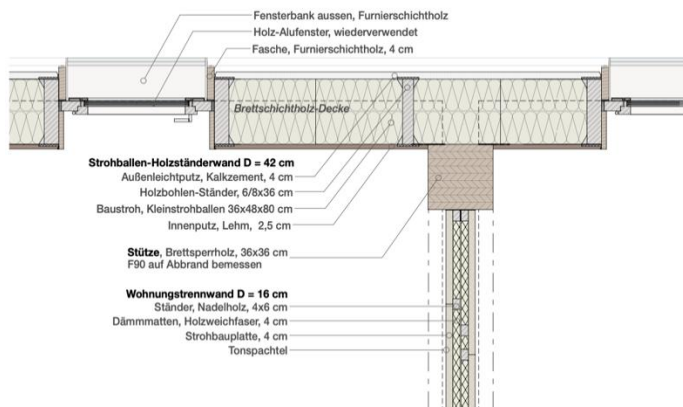 Fensterbank aussen, Furnierschichtholz
Holz-Alufenster, wiederverwendet
Fasche, Furnierschichtholz, 4 cm
Brettschichtholz-Decke
Strohballen-Holzständerwand D = 42 cm
Außenleichtputz, Kalkzement, 4 cm
Holzbohlen-Ständer, 6/8x36 cm
Baustroh, Kleinstrohballen 36x48x80 cm
Innenputz, Lehm, 2,5 cm
Stütze, Brettsperrholz, 36x36 cm
F90 auf Abbrand bemessen
Wohnungstrennwand D = 16 cm
Ständer, Nadelholz, 4x6 cm
Dämmmatten, Holzweichfaser, 4 cm
Strohbauplatte, 4 cm
Tonspachtel